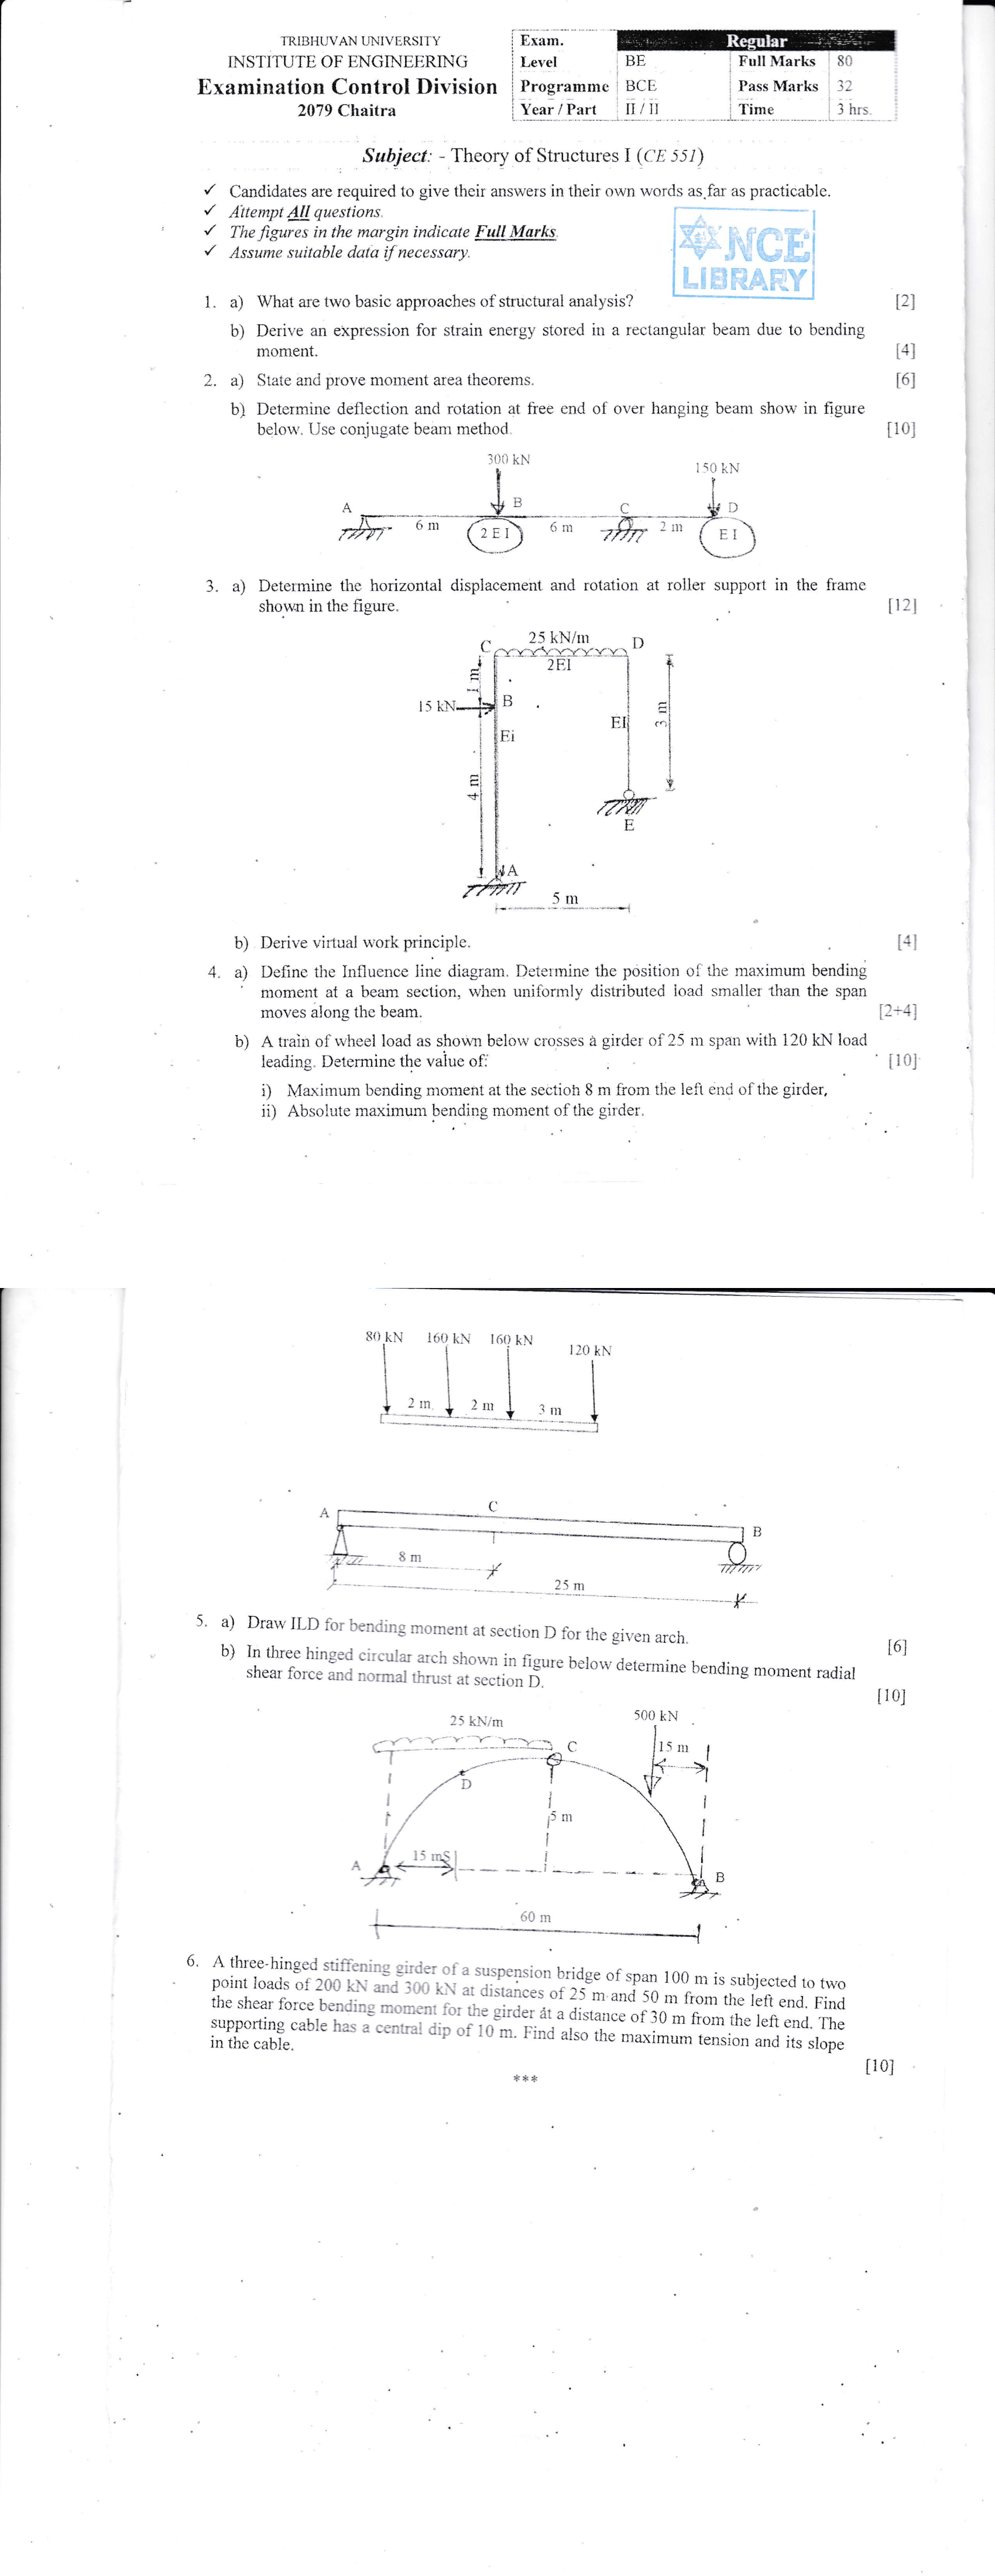 TRIBHUVAN UNIVERSITY
INSTITUTE OF ENGINEERING
Examination Control Division
2079 Chaitra
Exam. Regular
Level BE Full Marks 80
Programme BCE Pass Marks 32
Year / Part II / II Time 3 hrs.
Subject: - Theory of Structures I (CE 551)
✓ Candidates are required to give their answers in their own words as far as practicable.
✓ Attempt All questions.
✓ The figures in the margin indicate Full Marks.
✓ Assume suitable data if necessary.
NCE
LIBRARY
1. a) What are two basic approaches of structural analysis? [2]
b) Derive an expression for strain energy stored in a rectangular beam due to bending
moment. [4]
2. a) State and prove moment area theorems. [6]
b) Determine deflection and rotation at free end of over hanging beam show in figure
below. Use conjugate beam method. [10]
300 kN
150 kN
A B C D
6 m 2 E I 6 m 2 m E I
3. a) Determine the horizontal displacement and rotation at roller support in the frame
shown in the figure. [12]
25 kN/m
C D
2EI
1 m
15 kN B
EI 3 m
Ei
4 m
E
A
5 m
b) Derive virtual work principle. [4]
4. a) Define the Influence line diagram. Determine the position of the maximum bending
moment at a beam section, when uniformly distributed load smaller than the span
moves along the beam. [2+4]
b) A train of wheel load as shown below crosses a girder of 25 m span with 120 kN load
leading. Determine the value of: [10]
i) Maximum bending moment at the section 8 m from the left end of the girder,
ii) Absolute maximum bending moment of the girder.
80 kN 160 kN 160 kN 120 kN
2 m 2 m 3 m
A C B
8 m
25 m
5. a) Draw ILD for bending moment at section D for the given arch. [6]
b) In three hinged circular arch shown in figure below determine bending moment radial
shear force and normal thrust at section D. [10]
25 kN/m 500 kN
C 15 m
D
5 m
A 15 mS B
60 m
6. A three-hinged stiffening girder of a suspension bridge of span 100 m is subjected to two
point loads of 200 kN and 300 kN at distances of 25 m and 50 m from the left end. Find
the shear force bending moment for the girder at a distance of 30 m from the left end. The
supporting cable has a central dip of 10 m. Find also the maximum tension and its slope
in the cable. [10]
***